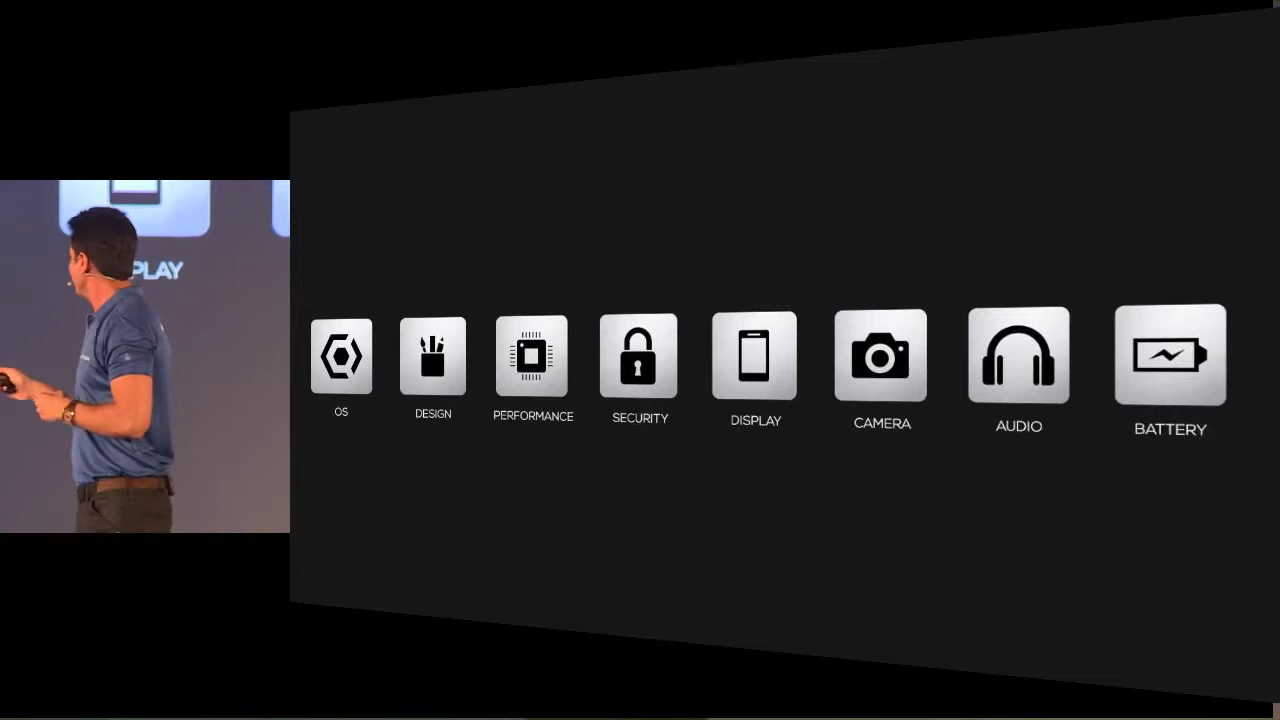 PLAY
OS
DESIGN
PERFORMANCE
SECURITY
DISPLAY
CAMERA
AUDIO
BATTERY